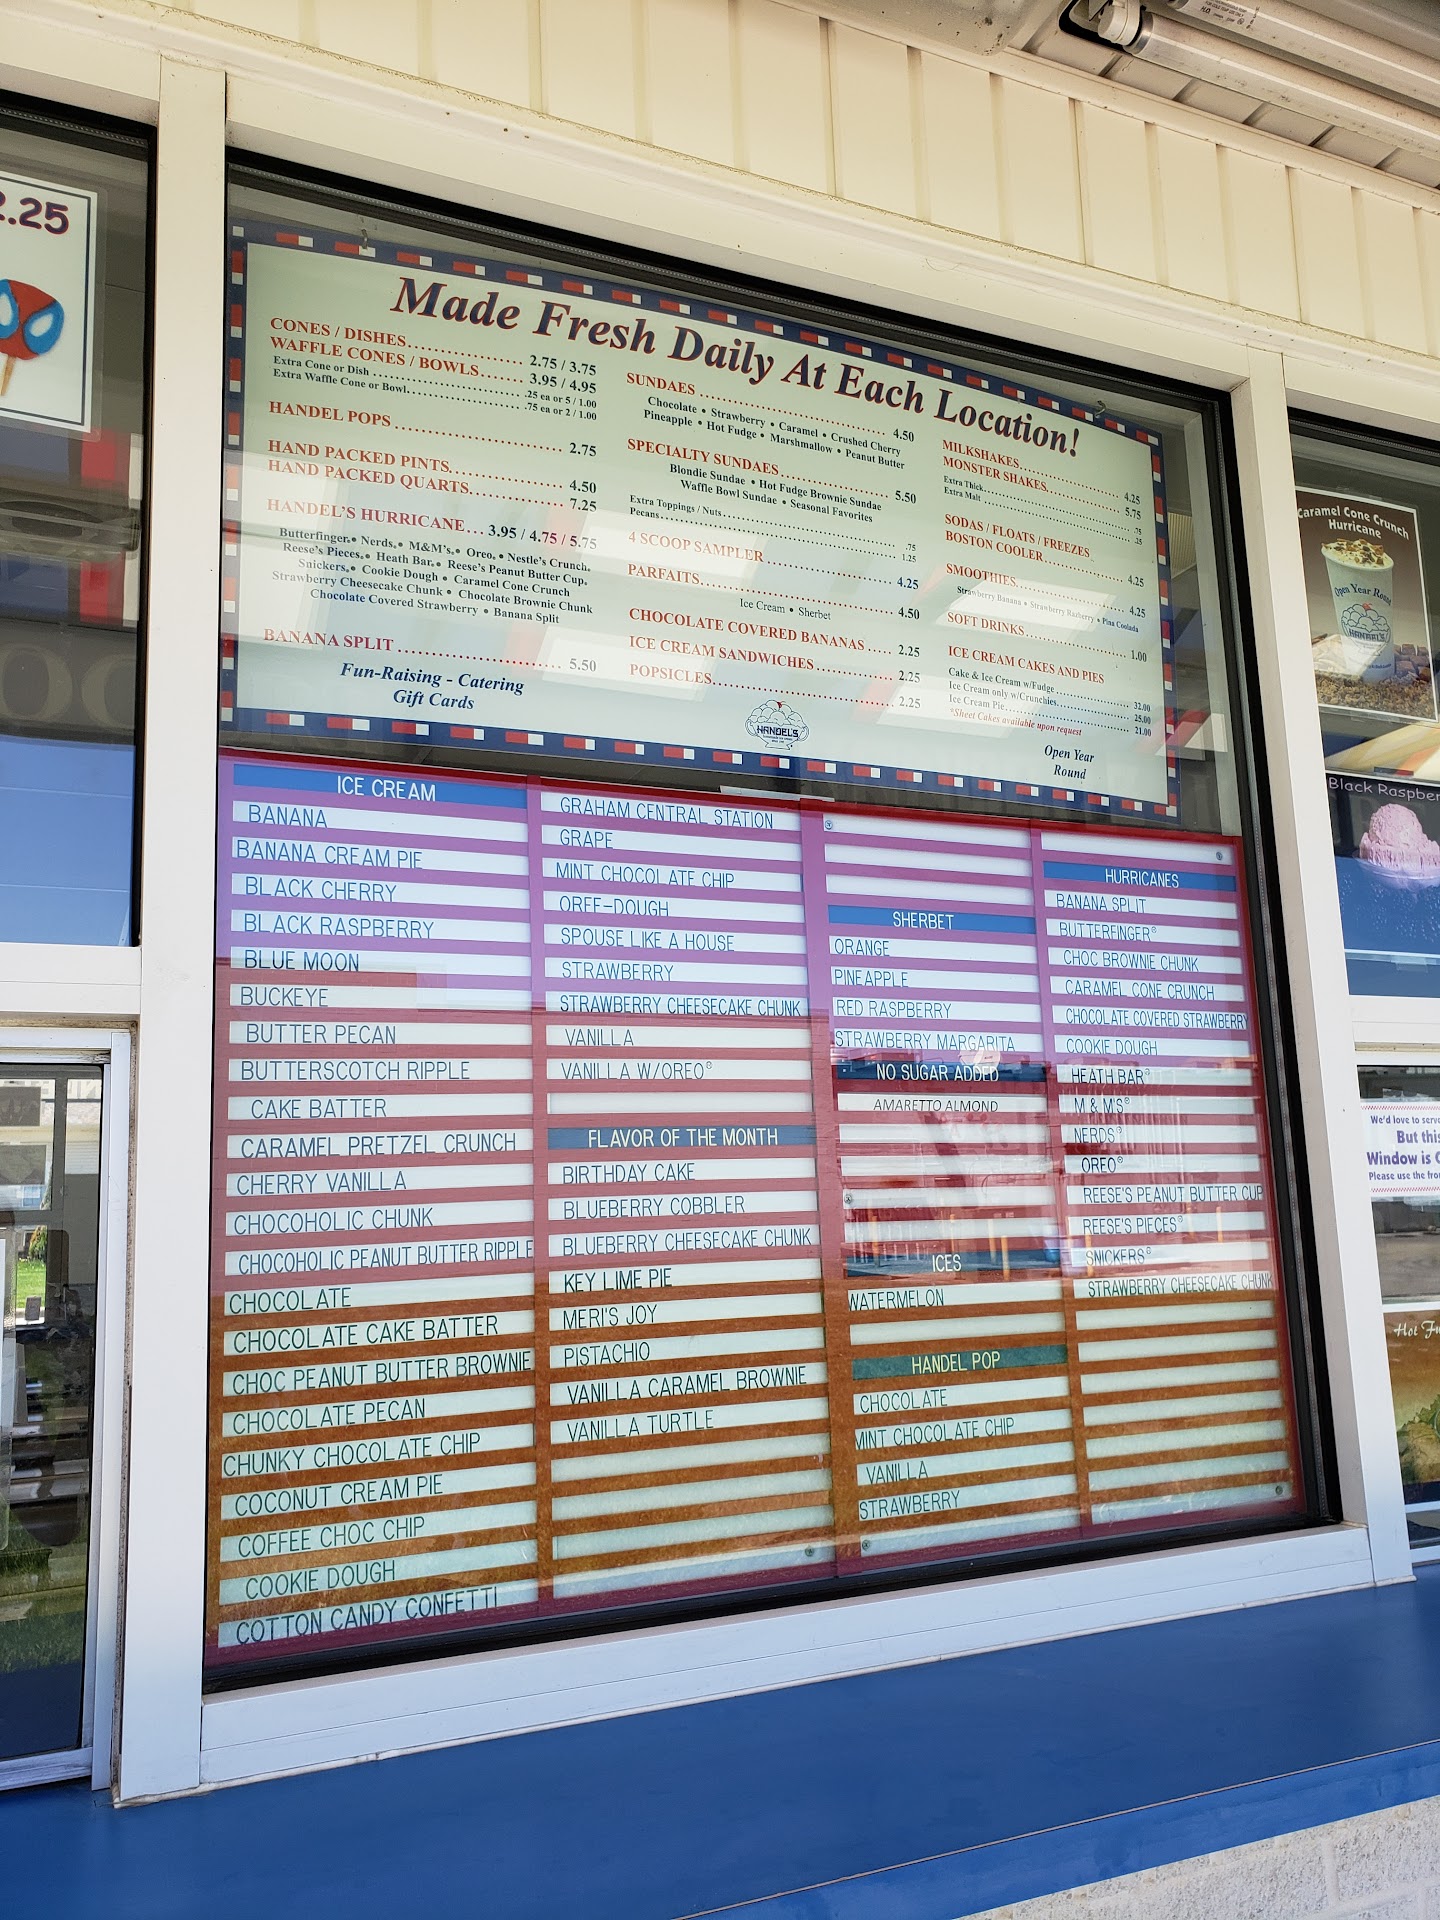 2.25
Made Fresh Daily At Each Location!
CONES / DISHES 2.75 / 3.75
WAFFLE CONES / BOWLS 3.95 / 4.95
Extra Cone or Dish .25 ea or 5 / 1.00
Extra Waffle Cone or Bowl .75 ea or 2 / 1.00
HANDEL POPS 2.75
HAND PACKED PINTS 4.50
HAND PACKED QUARTS 7.25
HANDEL'S HURRICANE 3.95 / 4.75 / 5.75
Butterfinger® • Nerds® • M&M's® • Oreo® • Nestle's Crunch®
Reese's Pieces® • Heath Bar® • Reese's Peanut Butter Cup®
Snickers® • Cookie Dough • Caramel Cone Crunch
Strawberry Cheesecake Chunk • Chocolate Brownie Chunk
Chocolate Covered Strawberry • Banana Split
BANANA SPLIT 5.50
Fun-Raising - Catering
Gift Cards
SUNDAES 4.50
Chocolate • Strawberry • Caramel • Crushed Cherry
Pineapple • Hot Fudge • Marshmallow • Peanut Butter
SPECIALTY SUNDAES 5.50
Blondie Sundae • Hot Fudge Brownie Sundae
Waffle Bowl Sundae • Seasonal Favorites
Extra Toppings / Nuts .75
Pecans 1.25
4 SCOOP SAMPLER 4.25
PARFAITS 4.50
Ice Cream • Sherbet
CHOCOLATE COVERED BANANAS 2.25
ICE CREAM SANDWICHES 2.25
POPSICLES 2.25
HANDEL'S
MILKSHAKES 4.25
MONSTER SHAKES 5.75
Extra Thick .75
Extra Malt .25
SODAS / FLOATS / FREEZES
BOSTON COOLER 4.25
SMOOTHIES 4.25
Strawberry Banana • Strawberry Razberry • Pina Coolada
SOFT DRINKS 1.00
ICE CREAM CAKES AND PIES
Cake & Ice Cream w/Fudge 32.00
Ice Cream only w/Crunchies 25.00
Ice Cream Pie 21.00
*Sheet Cakes available upon request
Open Year
Round
ICE CREAM
BANANA
BANANA CREAM PIE
BLACK CHERRY
BLACK RASPBERRY
BLUE MOON
BUCKEYE
BUTTER PECAN
BUTTERSCOTCH RIPPLE
CAKE BATTER
CARAMEL PRETZEL CRUNCH
CHERRY VANILLA
CHOCOHOLIC CHUNK
CHOCOHOLIC PEANUT BUTTER RIPPLE
CHOCOLATE
CHOCOLATE CAKE BATTER
CHOC PEANUT BUTTER BROWNIE
CHOCOLATE PECAN
CHUNKY CHOCOLATE CHIP
COCONUT CREAM PIE
COFFEE CHOC CHIP
COOKIE DOUGH
COTTON CANDY CONFETTI
GRAHAM CENTRAL STATION
GRAPE
MINT CHOCOLATE CHIP
OREE-DOUGH
SPOUSE LIKE A HOUSE
STRAWBERRY
STRAWBERRY CHEESECAKE CHUNK
VANILLA
VANILLA W/OREO®
FLAVOR OF THE MONTH
BIRTHDAY CAKE
BLUEBERRY COBBLER
BLUEBERRY CHEESECAKE CHUNK
KEY LIME PIE
MERI'S JOY
PISTACHIO
VANILLA CARAMEL BROWNIE
VANILLA TURTLE
SHERBET
ORANGE
PINEAPPLE
RED RASPBERRY
STRAWBERRY MARGARITA
NO SUGAR ADDED
AMARETTO ALMOND
ICES
WATERMELON
HANDEL POP
CHOCOLATE
MINT CHOCOLATE CHIP
VANILLA
STRAWBERRY
HURRICANES
BANANA SPLIT
BUTTERFINGER®
CHOC BROWNIE CHUNK
CARAMEL CONE CRUNCH
CHOCOLATE COVERED STRAWBERRY
COOKIE DOUGH
HEATH BAR®
M & M'S®
NERDS®
OREO®
REESE'S PEANUT BUTTER CUP
REESE'S PIECES®
SNICKERS®
STRAWBERRY CHEESECAKE CHUNK
Caramel Cone Crunch
Hurricane
Open Year Round
HANDEL'S
Black Raspber
We'd love to serv
But this
Window is
Please use the fro
Hot